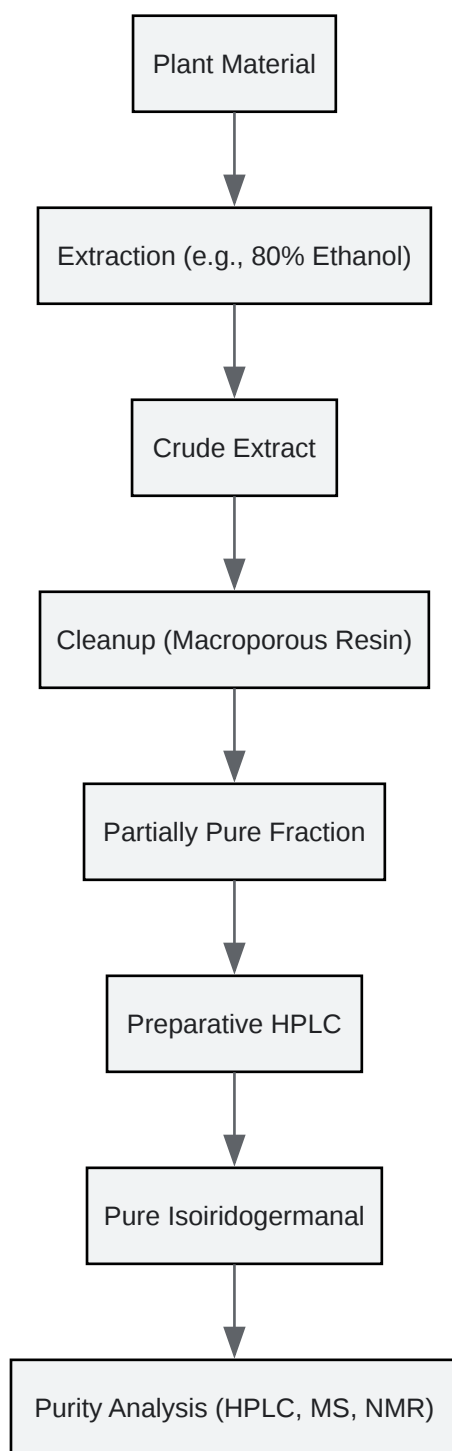 Plant Material
Extraction (e.g., 80% Ethanol)
Crude Extract
Cleanup (Macroporous Resin)
Partially Pure Fraction
Preparative HPLC
Pure Isoiridogermanal
Purity Analysis (HPLC, MS, NMR)